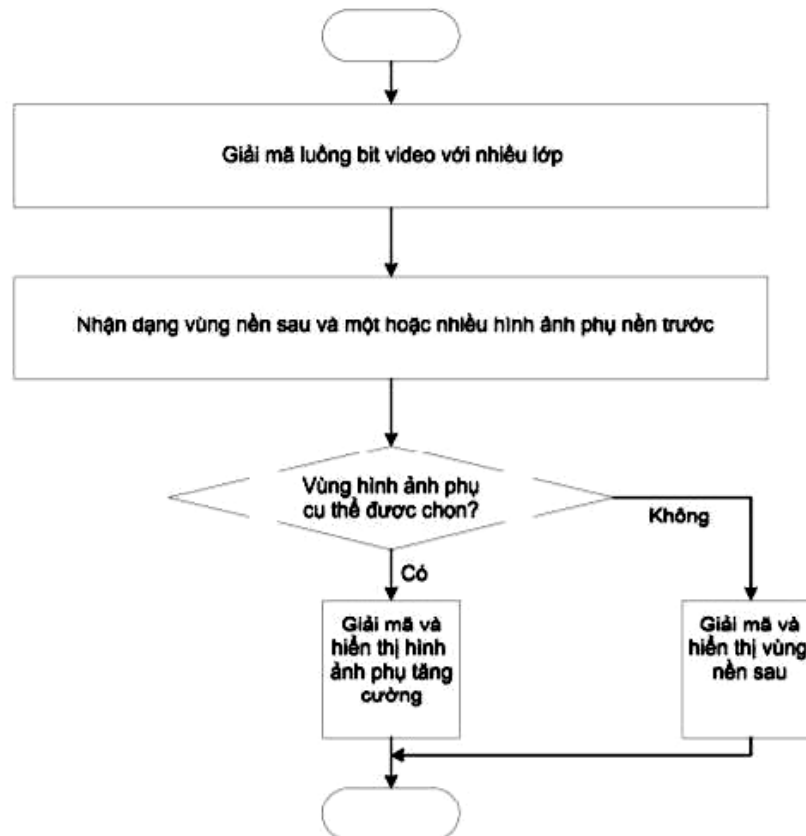 Giải mã luồng bit video với nhiều lớp
Nhận dạng vùng nền sau và một hoặc nhiều hình ảnh phụ nền trước
Vùng hình ảnh phụ
cụ thể được chọn?
Không
Có
Giải mã và
hiển thị hình
ảnh phụ tăng
cường
Giải mã và
hiển thị vùng
nền sau